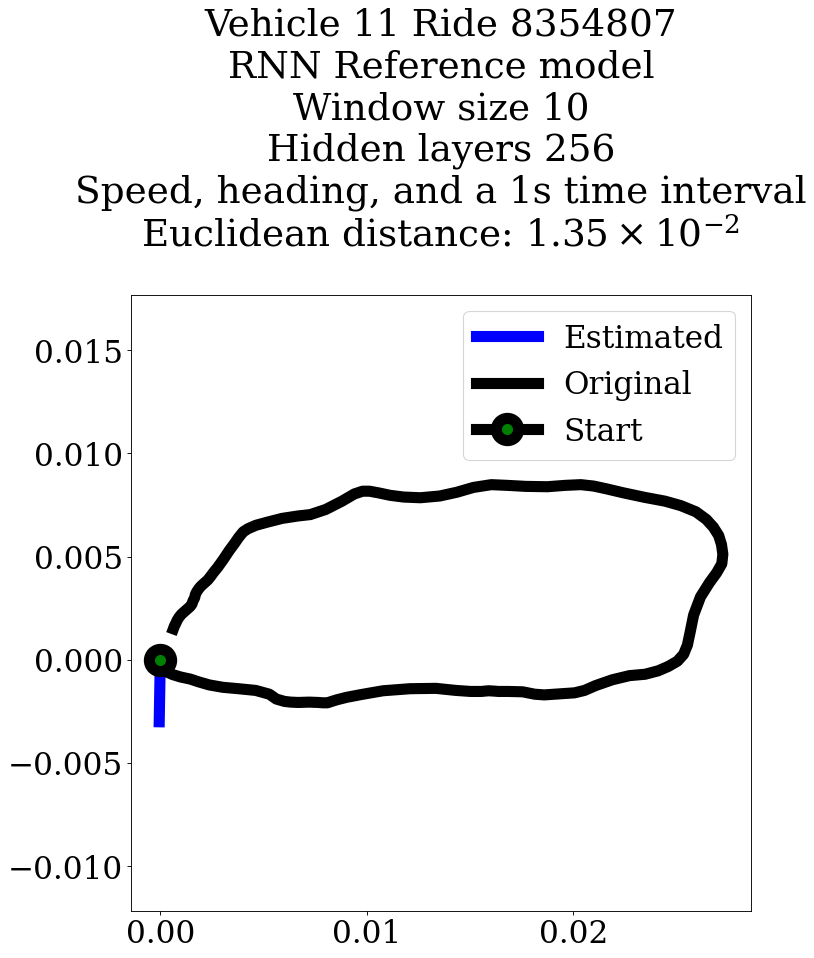 Vehicle 11 Ride 8354807
RNN Reference model
Window size 10
Hidden layers 256
Speed, heading, and a 1s time interval
Euclidean distance: 1.35 × 10⁻²
Estimated
Original
Start
0.015
0.010
0.005
0.000
−0.005
−0.010
0.00 0.01 0.02